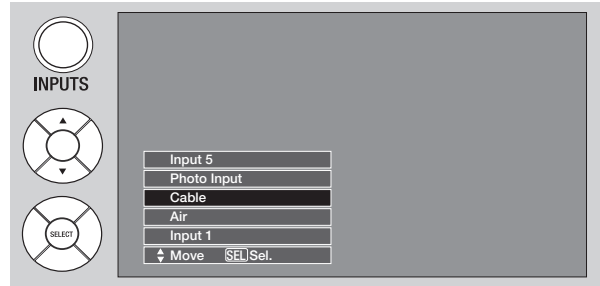 INPUTS
SELECT
Input 5
Photo Input
Cable
Air
Input 1
Move SEL Sel.